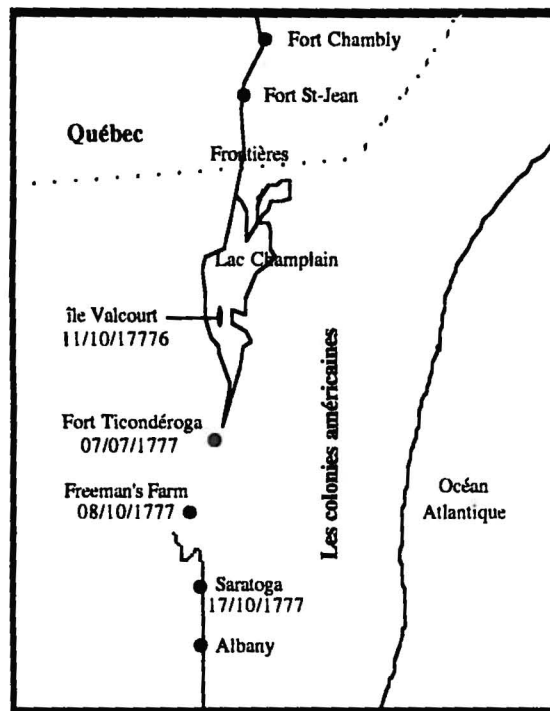 Fort Chambly
Fort St-Jean
Québec
Frontières
Lac Champlain
île Valcourt
11/10/17776
Fort Ticondéroga
07/07/1777
Les colonies américaines
Freeman's Farm
08/10/1777
Océan
Atlantique
Saratoga
17/10/1777
Albany